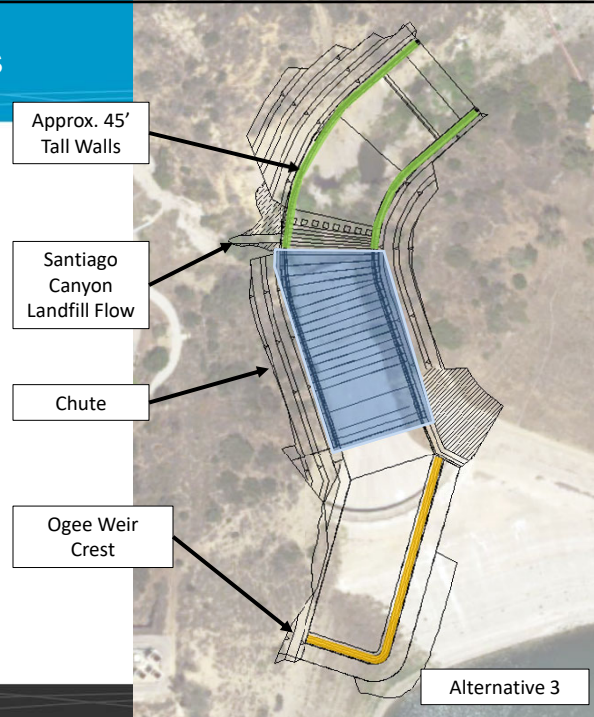 s
Approx. 45’
Tall Walls
Santiago
Canyon
Landfill Flow
Chute
Ogee Weir
Crest
Alternative 3